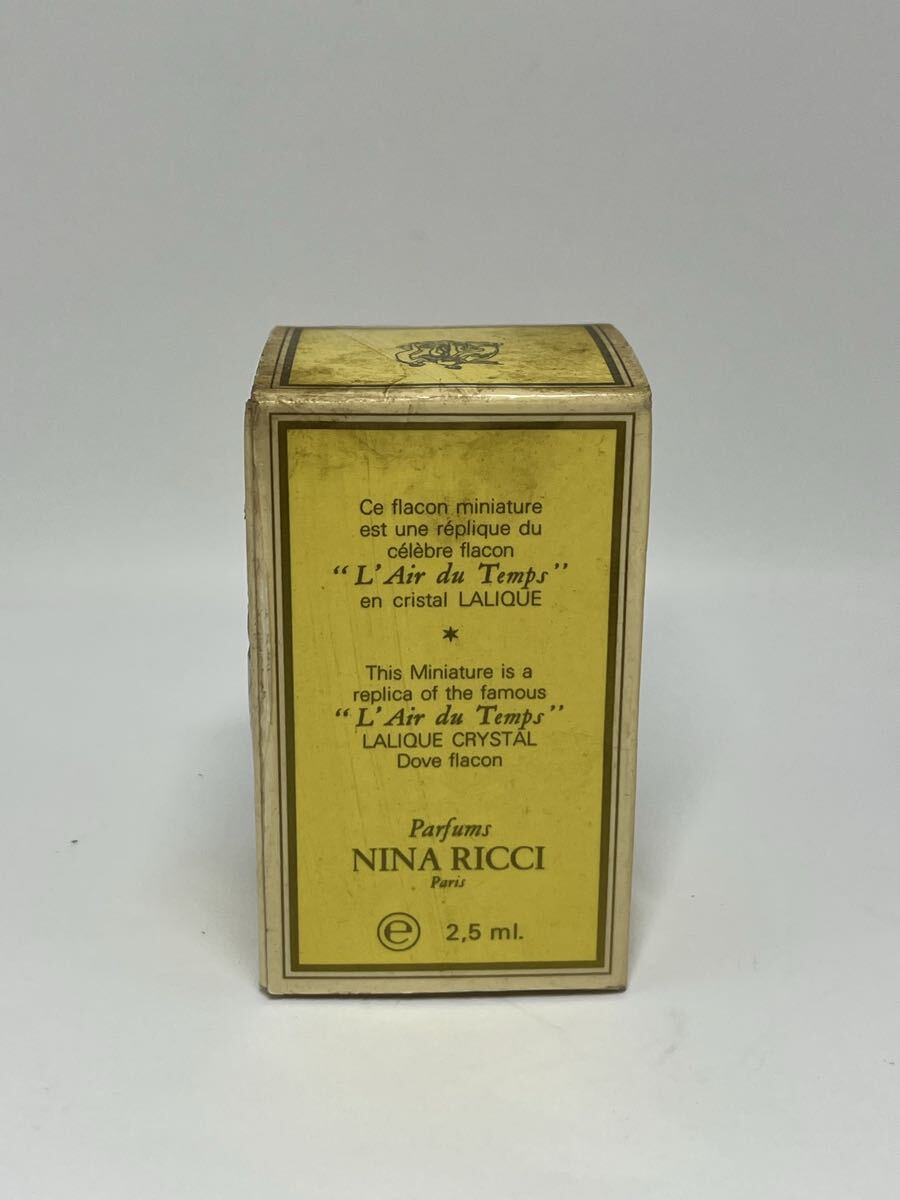 Ce flacon miniature
est une réplique du
célèbre flacon
“L'Air du Temps”
en cristal LALIQUE
★
This Miniature is a
replica of the famous
“L'Air du Temps”
LALIQUE CRYSTAL
Dove flacon
Parfums
NINA RICCI
Paris
℮ 2,5 ml.